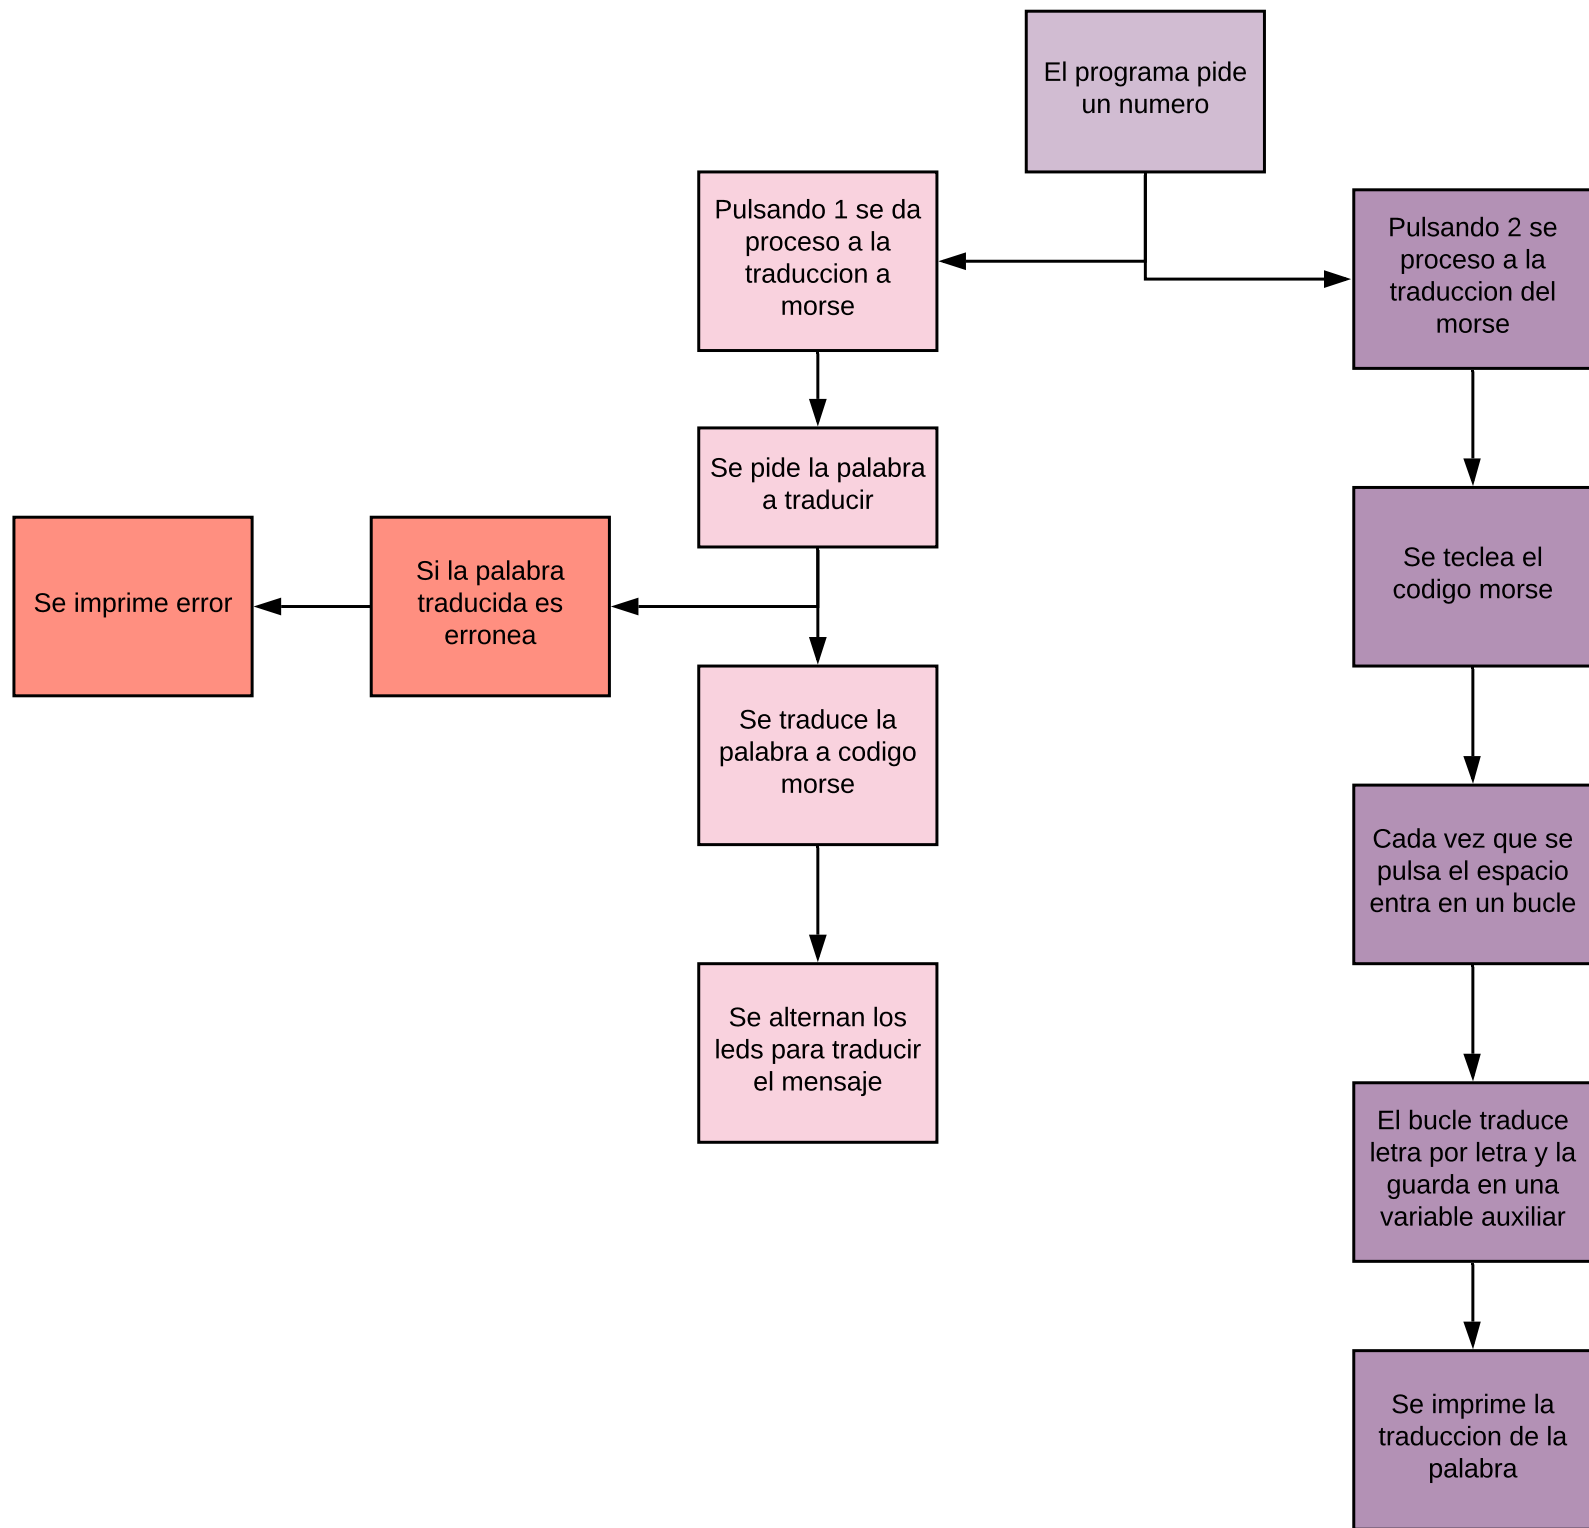 El programa pide
un numero
Pulsando 1 se da
proceso a la
traduccion a
morse
Pulsando 2 se
proceso a la
traduccion del
morse
Se pide la palabra
a traducir
Se imprime error
Si la palabra
traducida es
erronea
Se teclea el
codigo morse
Se traduce la
palabra a codigo
morse
Cada vez que se
pulsa el espacio
entra en un bucle
Se alternan los
leds para traducir
el mensaje
El bucle traduce
letra por letra y la
guarda en una
variable auxiliar
Se imprime la
traduccion de la
palabra